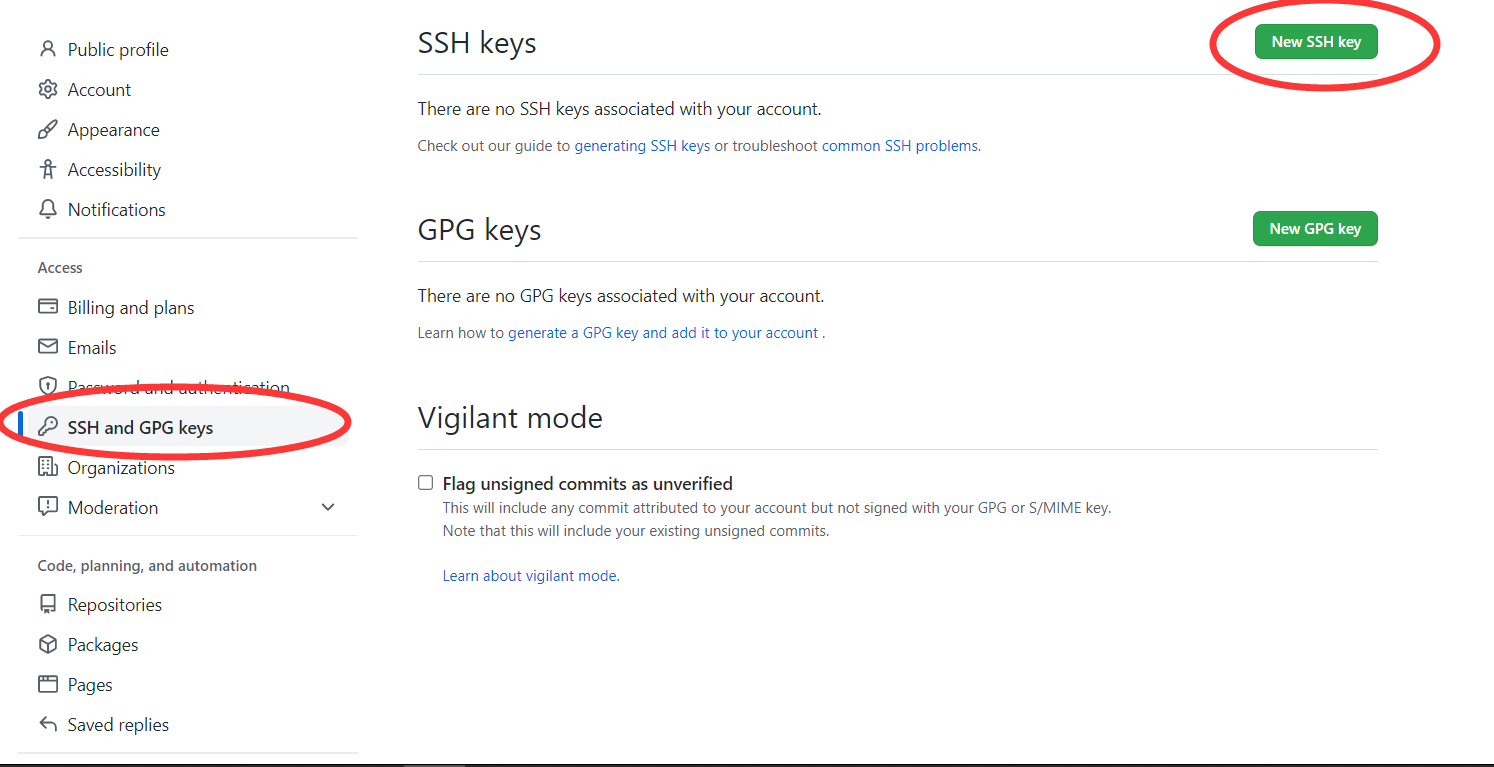 Public profile
Account
Appearance
Accessibility
Notifications
Access
Billing and plans
Emails
Password and authentication
SSH and GPG keys
Organizations
Moderation
Code, planning, and automation
Repositories
Packages
Pages
Saved replies
SSH keys
New SSH key
There are no SSH keys associated with your account.
Check out our guide to generating SSH keys or troubleshoot common SSH problems.
GPG keys
New GPG key
There are no GPG keys associated with your account.
Learn how to generate a GPG key and add it to your account .
Vigilant mode
Flag unsigned commits as unverified
This will include any commit attributed to your account but not signed with your GPG or S/MIME key.
Note that this will include your existing unsigned commits.
Learn about vigilant mode.